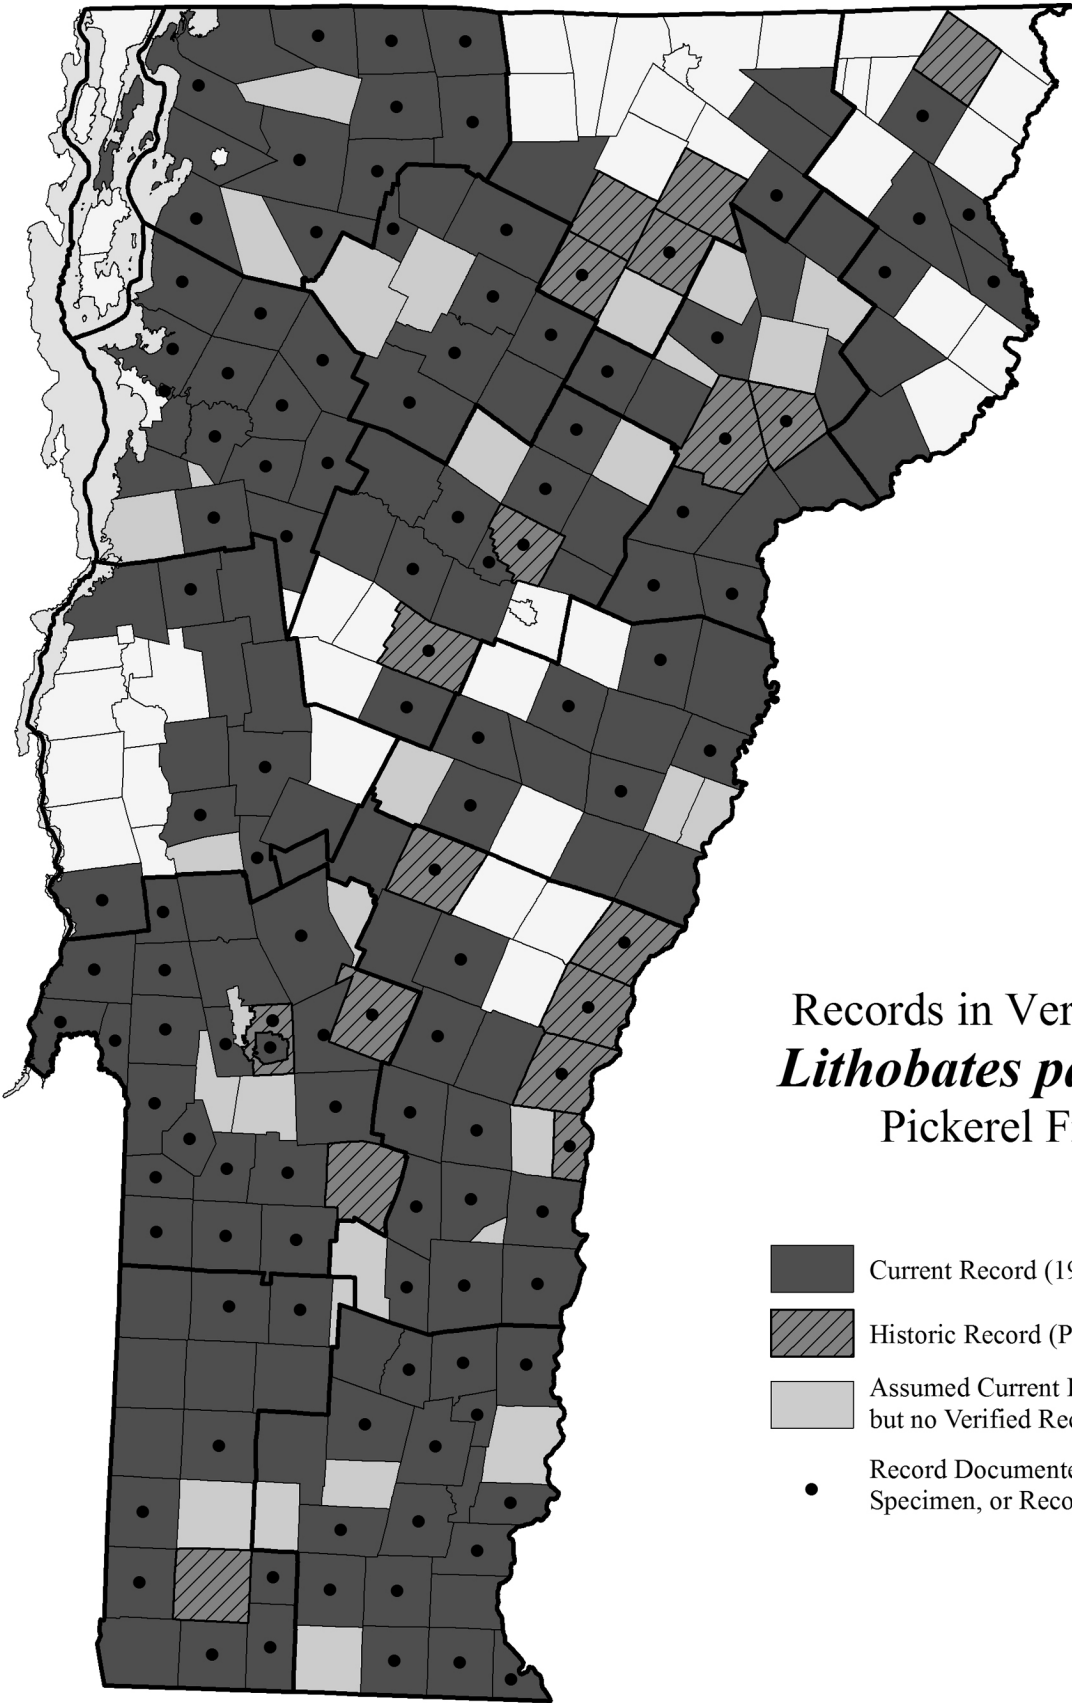 Records in Ver
Lithobates pa
Pickerel F
Current Record (19
Historic Record (P
Assumed Current
but no Verified Rec
Record Documente
Specimen, or Reco